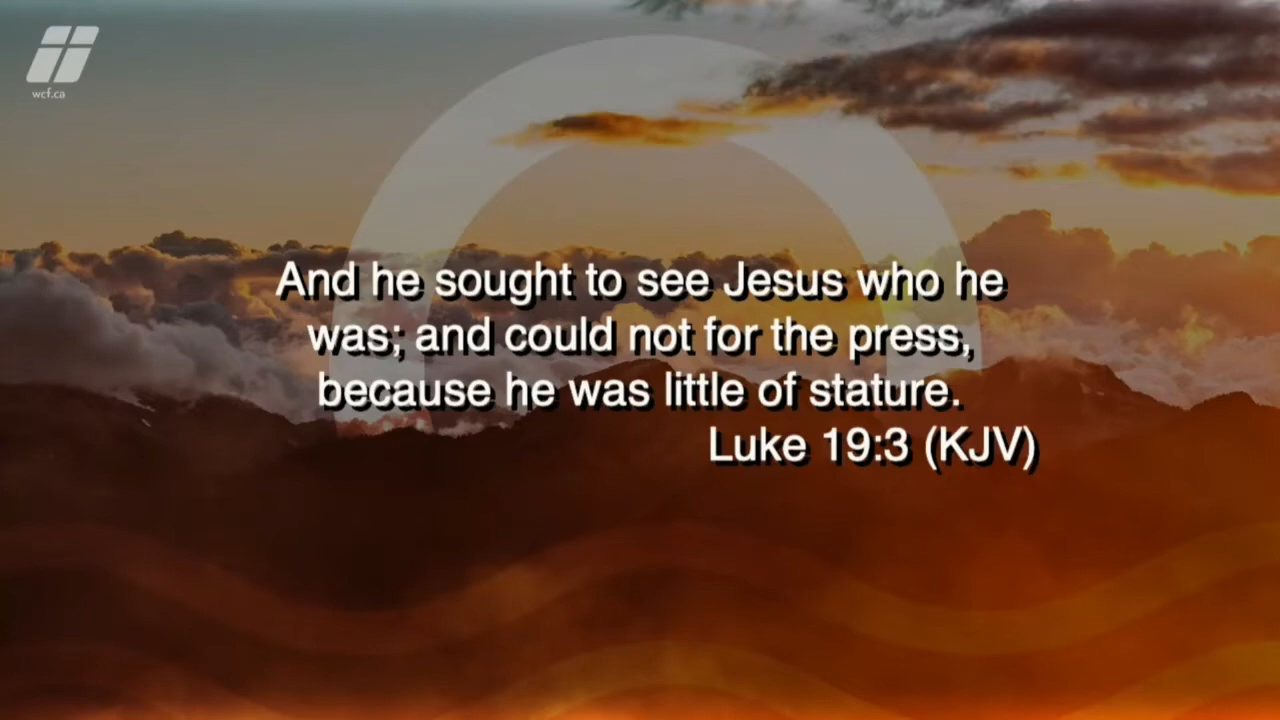 wcf.ca
And he sought to see Jesus who he
was; and could not for the press,
because he was little of stature.
Luke 19:3 (KJV)